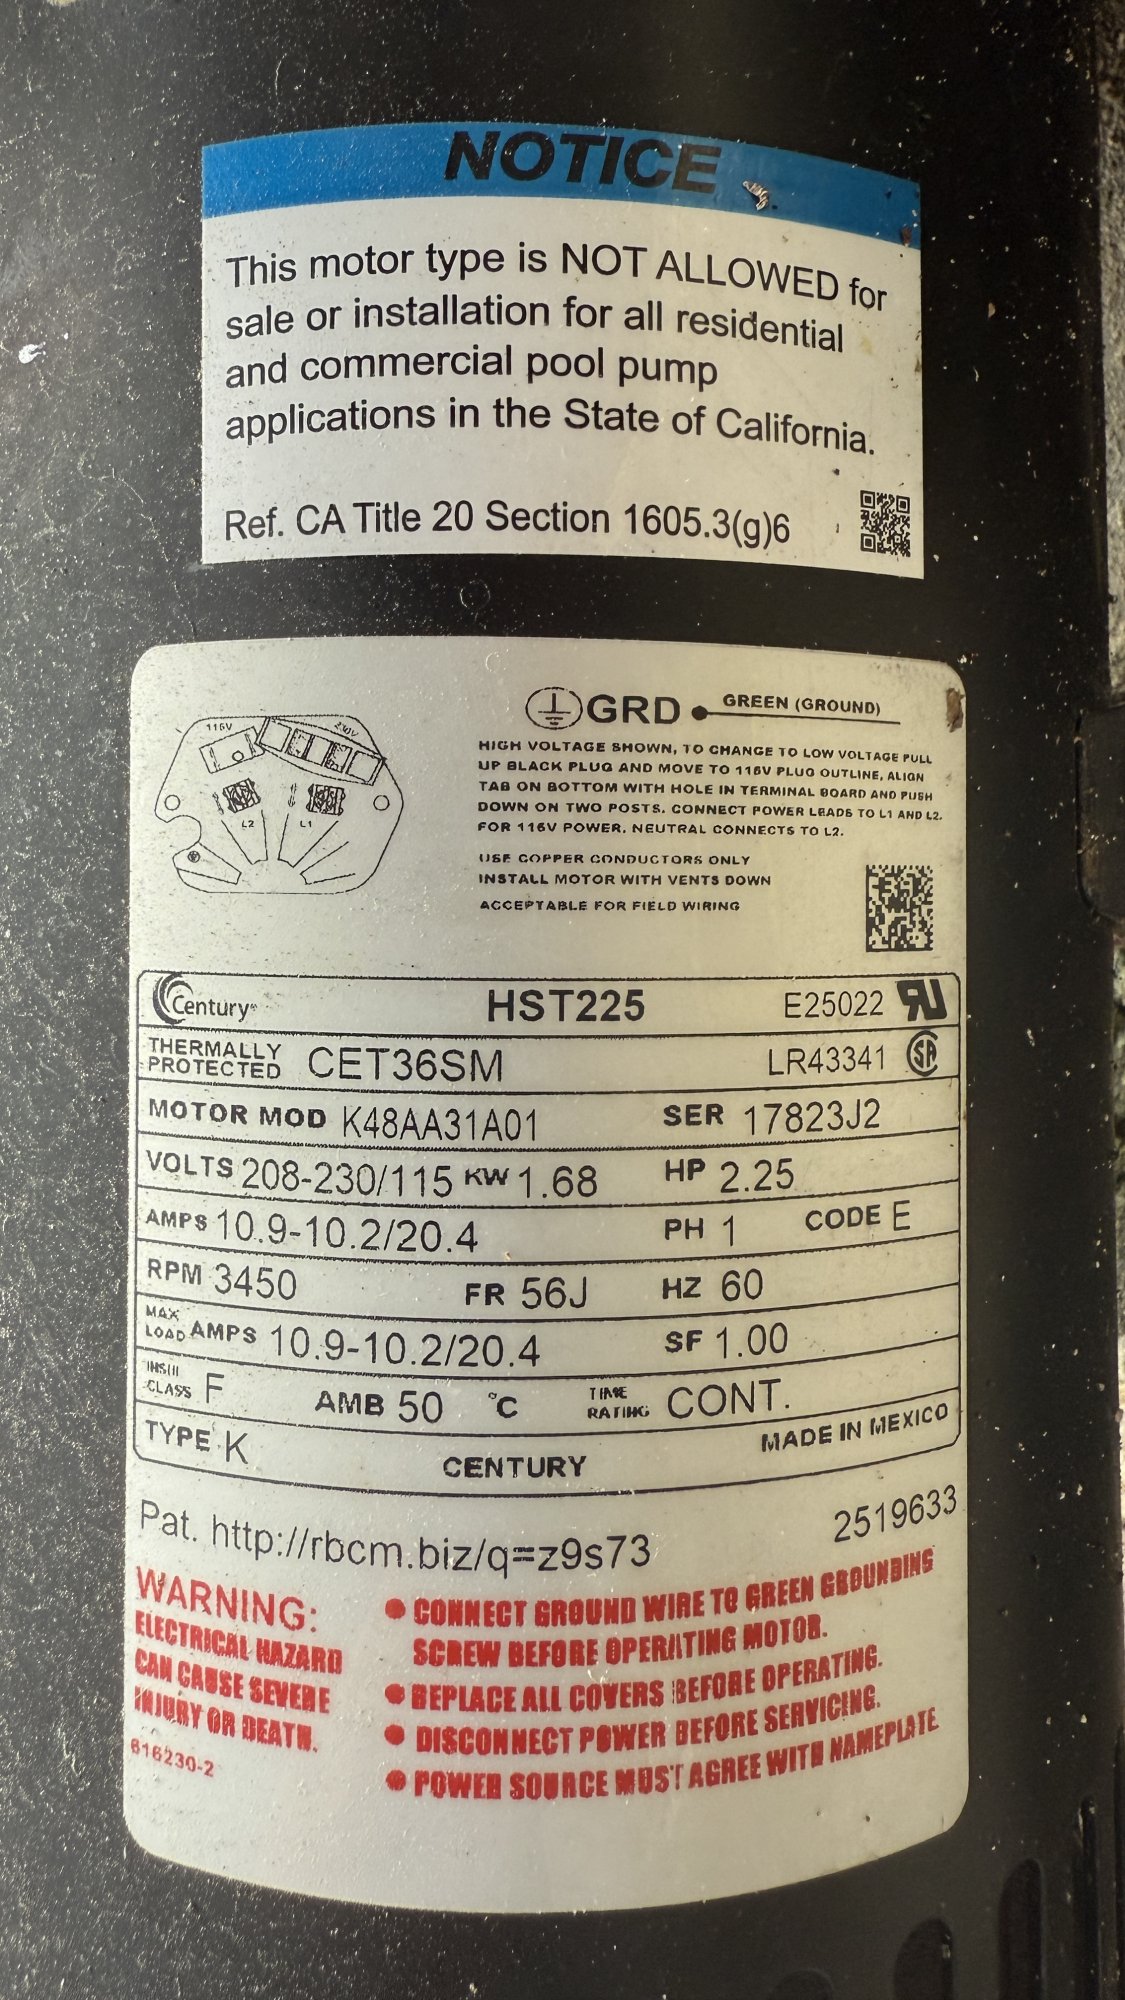 NOTICE
This motor type is NOT ALLOWED for
sale or installation for all residential
and commercial pool pump
applications in the State of California.
Ref. CA Title 20 Section 1605.3(g)6
115V
230V
L2 L1
GRD GREEN (GROUND)
HIGH VOLTAGE SHOWN, TO CHANGE TO LOW VOLTAGE PULL
UP BLACK PLUG AND MOVE TO 115V PLUG OUTLINE, ALIGN
TAB ON BOTTOM WITH HOLE IN TERMINAL BOARD AND PUSH
DOWN ON TWO POSTS. CONNECT POWER LEADS TO L1 AND L2.
FOR 115V POWER. NEUTRAL CONNECTS TO L2.
USE COPPER CONDUCTORS ONLY
INSTALL MOTOR WITH VENTS DOWN
ACCEPTABLE FOR FIELD WIRING
Century HST225 E25022
THERMALLY PROTECTED CET36SM LR43341
MOTOR MOD K48AA31A01 SER 17823J2
VOLTS 208-230/115 KW 1.68 HP 2.25
AMPS 10.9-10.2/20.4 PH 1 CODE E
RPM 3450 FR 56J HZ 60
MAX LOAD AMPS 10.9-10.2/20.4 SF 1.00
INSUL CLASS F AMB 50 °C TIME RATING CONT.
TYPE K CENTURY MADE IN MEXICO
Pat. http://rbcm.biz/q=z9s73 2519633
WARNING:
ELECTRICAL HAZARD
CAN CAUSE SEVERE
INJURY OR DEATH.
616230-2
• CONNECT GROUND WIRE TO GREEN GROUNDING
SCREW BEFORE OPERATING MOTOR.
• REPLACE ALL COVERS BEFORE OPERATING.
• DISCONNECT POWER BEFORE SERVICING.
• POWER SOURCE MUST AGREE WITH NAMEPLATE